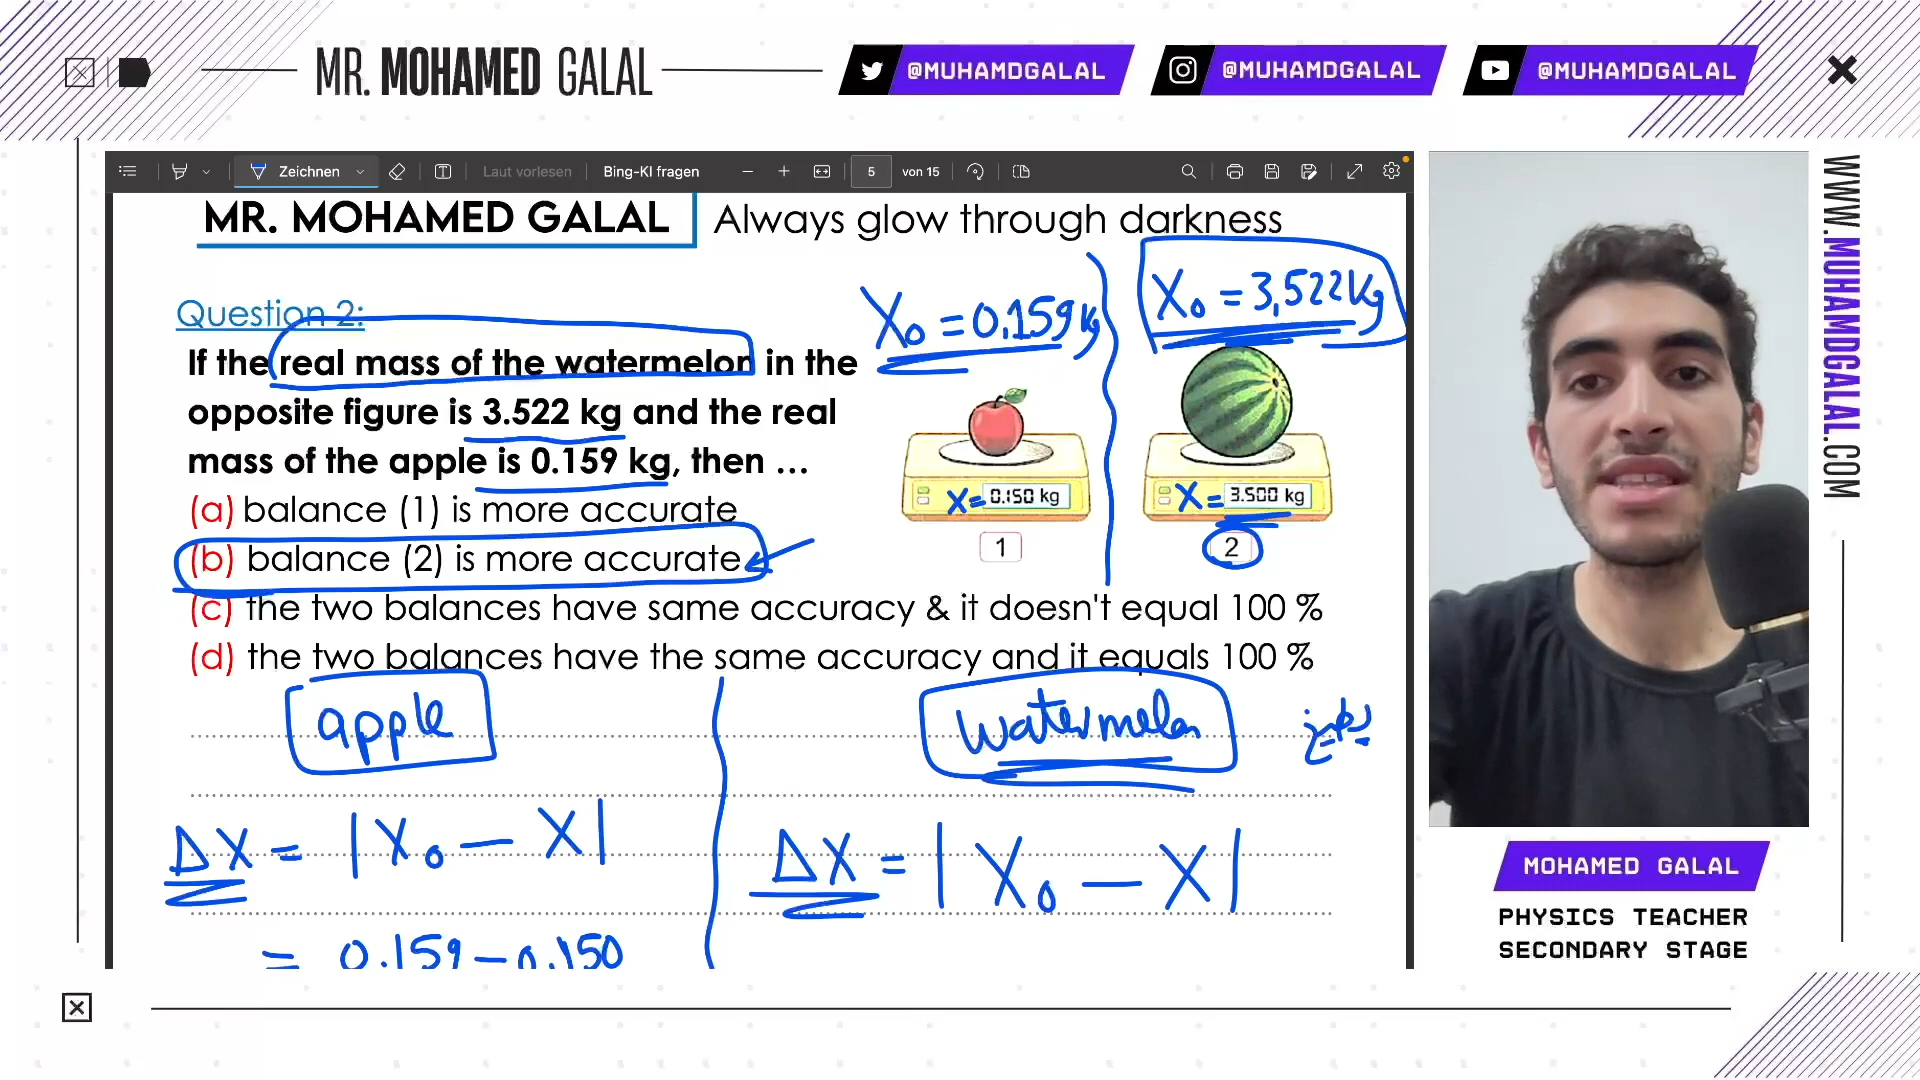 MR. MOHAMED GALAL
@MUHAMDGALAL
@MUHAMDGALAL
@MUHAMDGALAL
Zeichnen
Laut vorlesen
Bing-KI fragen
5
von 15
MR. MOHAMED GALAL
Always glow through darkness
Question 2:
If the real mass of the watermelon in the
opposite figure is 3.522 kg and the real
mass of the apple is 0.159 kg, then ...
X₀ = 0.159 kg
X₀ = 3,522 kg
X= 0.150 kg
X= 3.500 kg
1
2
(a) balance (1) is more accurate
(b) balance (2) is more accurate
(c) the two balances have same accuracy & it doesn't equal 100 %
(d) the two balances have the same accuracy and it equals 100 %
apple
watermelon
ΔX = |X₀ – X|
= 0.159 – 0.150
ΔX = |X₀ – X|
WWW.MUHAMDGALAL.COM
MOHAMED GALAL
PHYSICS TEACHER
SECONDARY STAGE